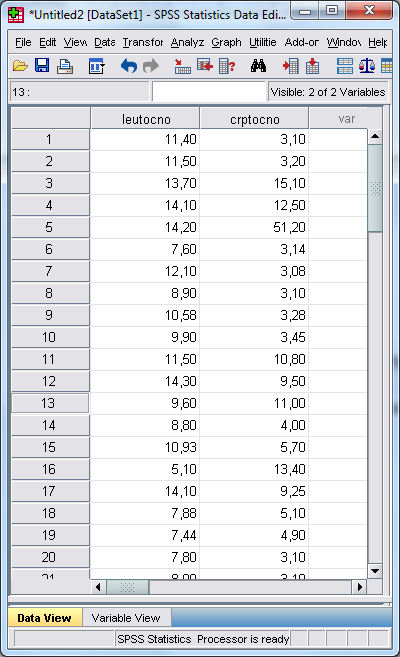 *Untitled2 [DataSet1] - SPSS Statistics Data Edi...
File Edit View Data Transfor Analyz Graph Utilitie Add-on Window Help
13 : Visible: 2 of 2 Variables
leutocno crptocno var
1 11,40 3,10
2 11,50 3,20
3 13,70 15,10
4 14,10 12,50
5 14,20 51,20
6 7,60 3,14
7 12,10 3,08
8 8,90 3,10
9 10,58 3,28
10 9,90 3,45
11 11,50 10,80
12 14,30 9,50
13 9,60 11,00
14 8,80 4,00
15 10,93 5,70
16 5,10 13,40
17 14,10 9,25
18 7,88 5,10
19 7,44 4,90
20 7,80 3,10
21 8,00 3,10
Data View Variable View
SPSS Statistics Processor is ready